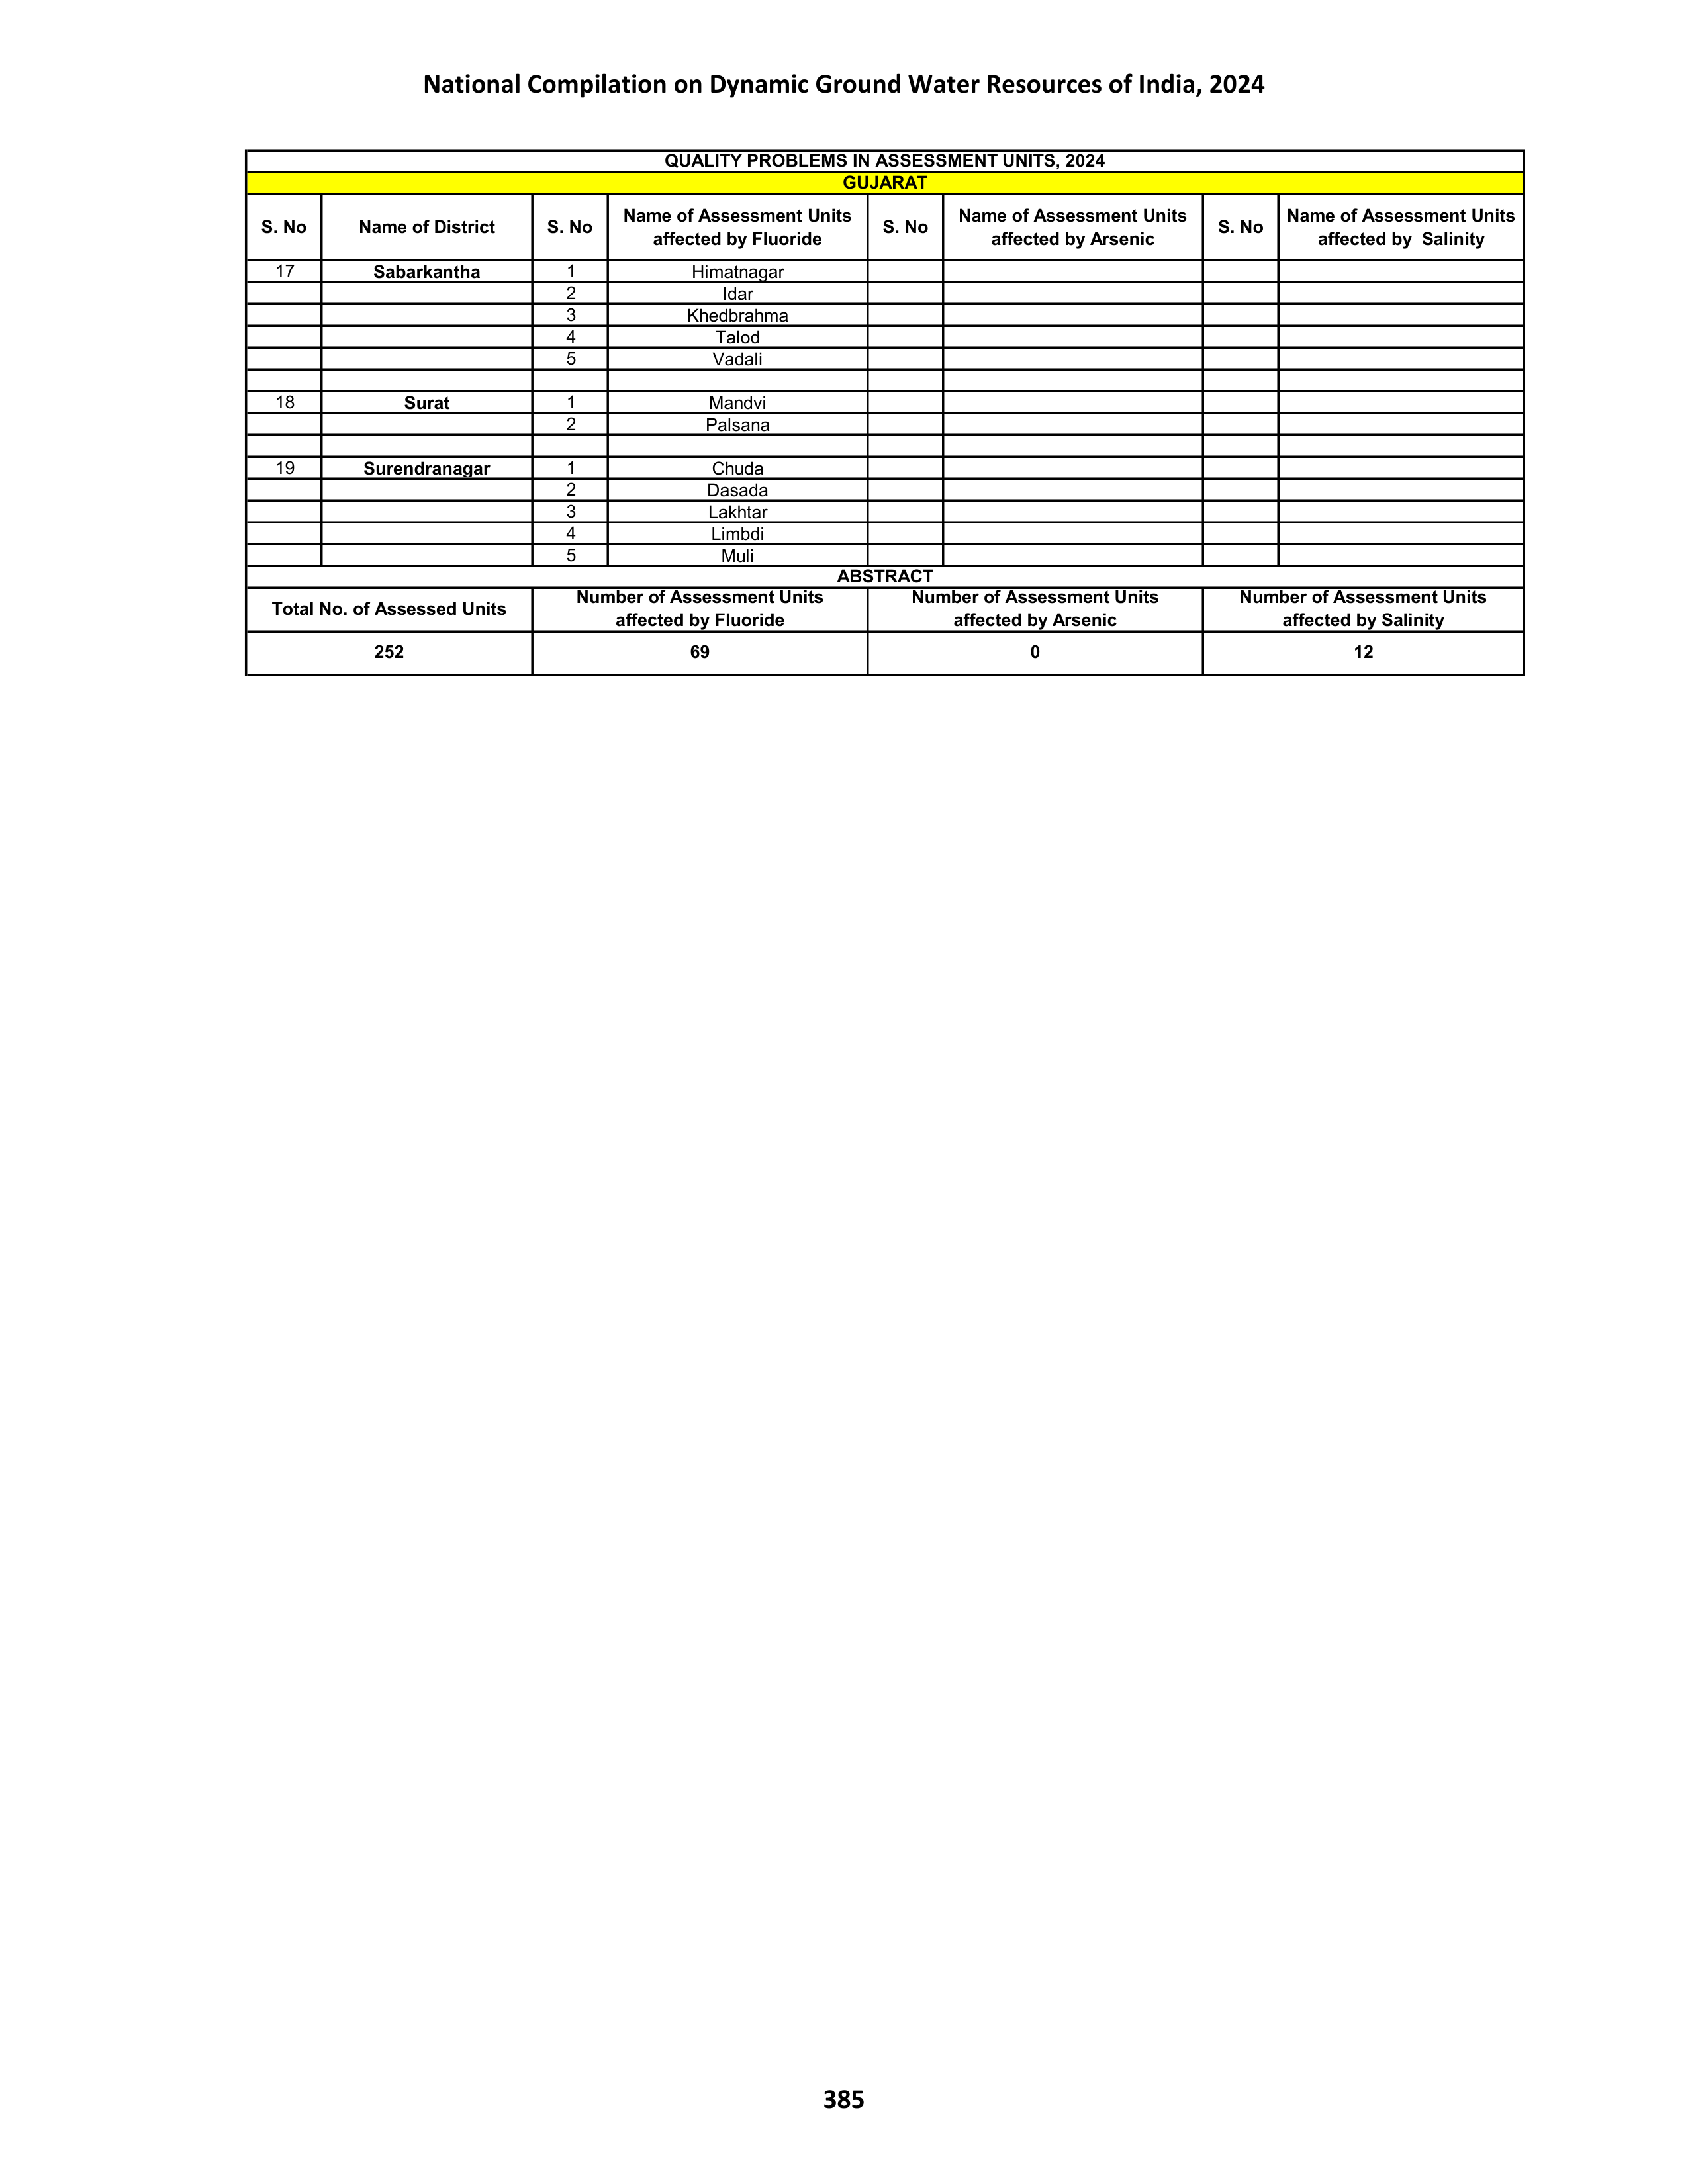 National Compilation on Dynamic Ground Water Resources of India, 2024
QUALITY PROBLEMS IN ASSESSMENT UNITS, 2024
GUJARAT
S. No Name of District S. No Name of Assessment Units affected by Fluoride S. No Name of Assessment Units affected by Arsenic S. No Name of Assessment Units affected by Salinity
17 Sabarkantha 1 Himatnagar
2 Idar
3 Khedbrahma
4 Talod
5 Vadali
18 Surat 1 Mandvi
2 Palsana
19 Surendranagar 1 Chuda
2 Dasada
3 Lakhtar
4 Limbdi
5 Muli
ABSTRACT
Total No. of Assessed Units Number of Assessment Units affected by Fluoride Number of Assessment Units affected by Arsenic Number of Assessment Units affected by Salinity
252 69 0 12
385